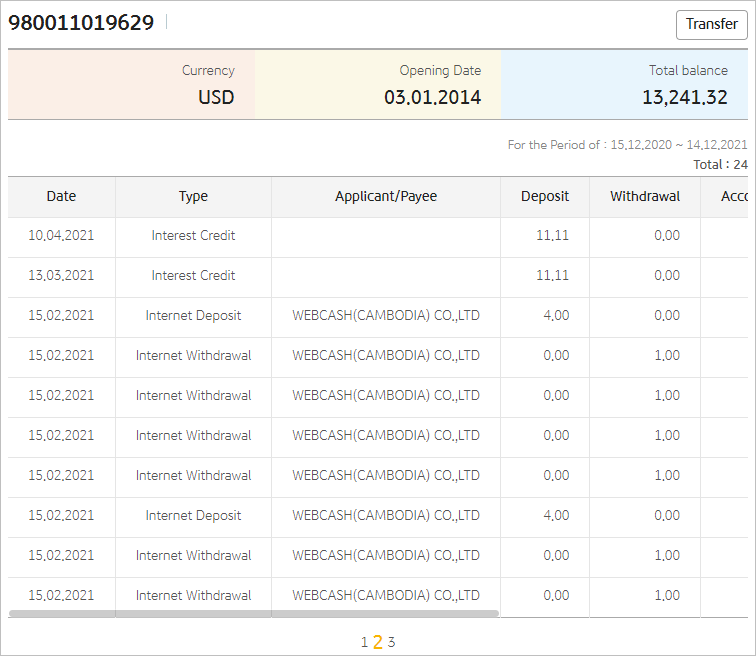 980011019629
Transfer
Currency Opening Date Total balance
USD 03.01.2014 13,241.32
For the Period of : 15.12.2020 ~ 14.12.2021
Total : 24
Date Type Applicant/Payee Deposit Withdrawal Acco
10.04.2021 Interest Credit 11.11 0.00
13.03.2021 Interest Credit 11.11 0.00
15.02.2021 Internet Deposit WEBCASH(CAMBODIA) CO.,LTD 4.00 0.00
15.02.2021 Internet Withdrawal WEBCASH(CAMBODIA) CO.,LTD 0.00 1.00
15.02.2021 Internet Withdrawal WEBCASH(CAMBODIA) CO.,LTD 0.00 1.00
15.02.2021 Internet Withdrawal WEBCASH(CAMBODIA) CO.,LTD 0.00 1.00
15.02.2021 Internet Withdrawal WEBCASH(CAMBODIA) CO.,LTD 0.00 1.00
15.02.2021 Internet Deposit WEBCASH(CAMBODIA) CO.,LTD 4.00 0.00
15.02.2021 Internet Withdrawal WEBCASH(CAMBODIA) CO.,LTD 0.00 1.00
15.02.2021 Internet Withdrawal WEBCASH(CAMBODIA) CO.,LTD 0.00 1.00
1 2 3